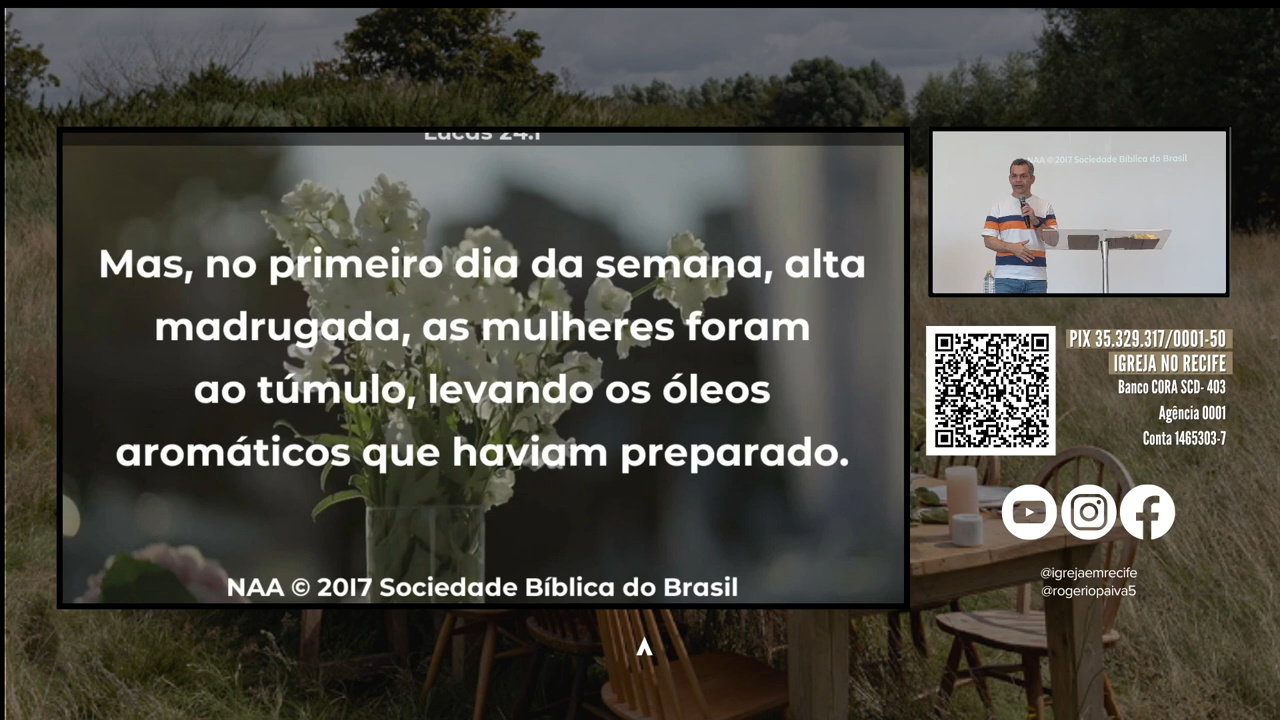 Lucas 24.1
Mas, no primeiro dia da semana, alta
madrugada, as mulheres foram
ao túmulo, levando os óleos
aromáticos que haviam preparado.
NAA © 2017 Sociedade Bíblica do Brasil
NAA © 2017 Sociedade Bíblica do Brasil
PIX 35.329.317/0001-50
IGREJA NO RECIFE
Banco CORA SCD- 403
Agência 0001
Conta 1465303-7
@igrejaemrecife
@rogeriopaiva5